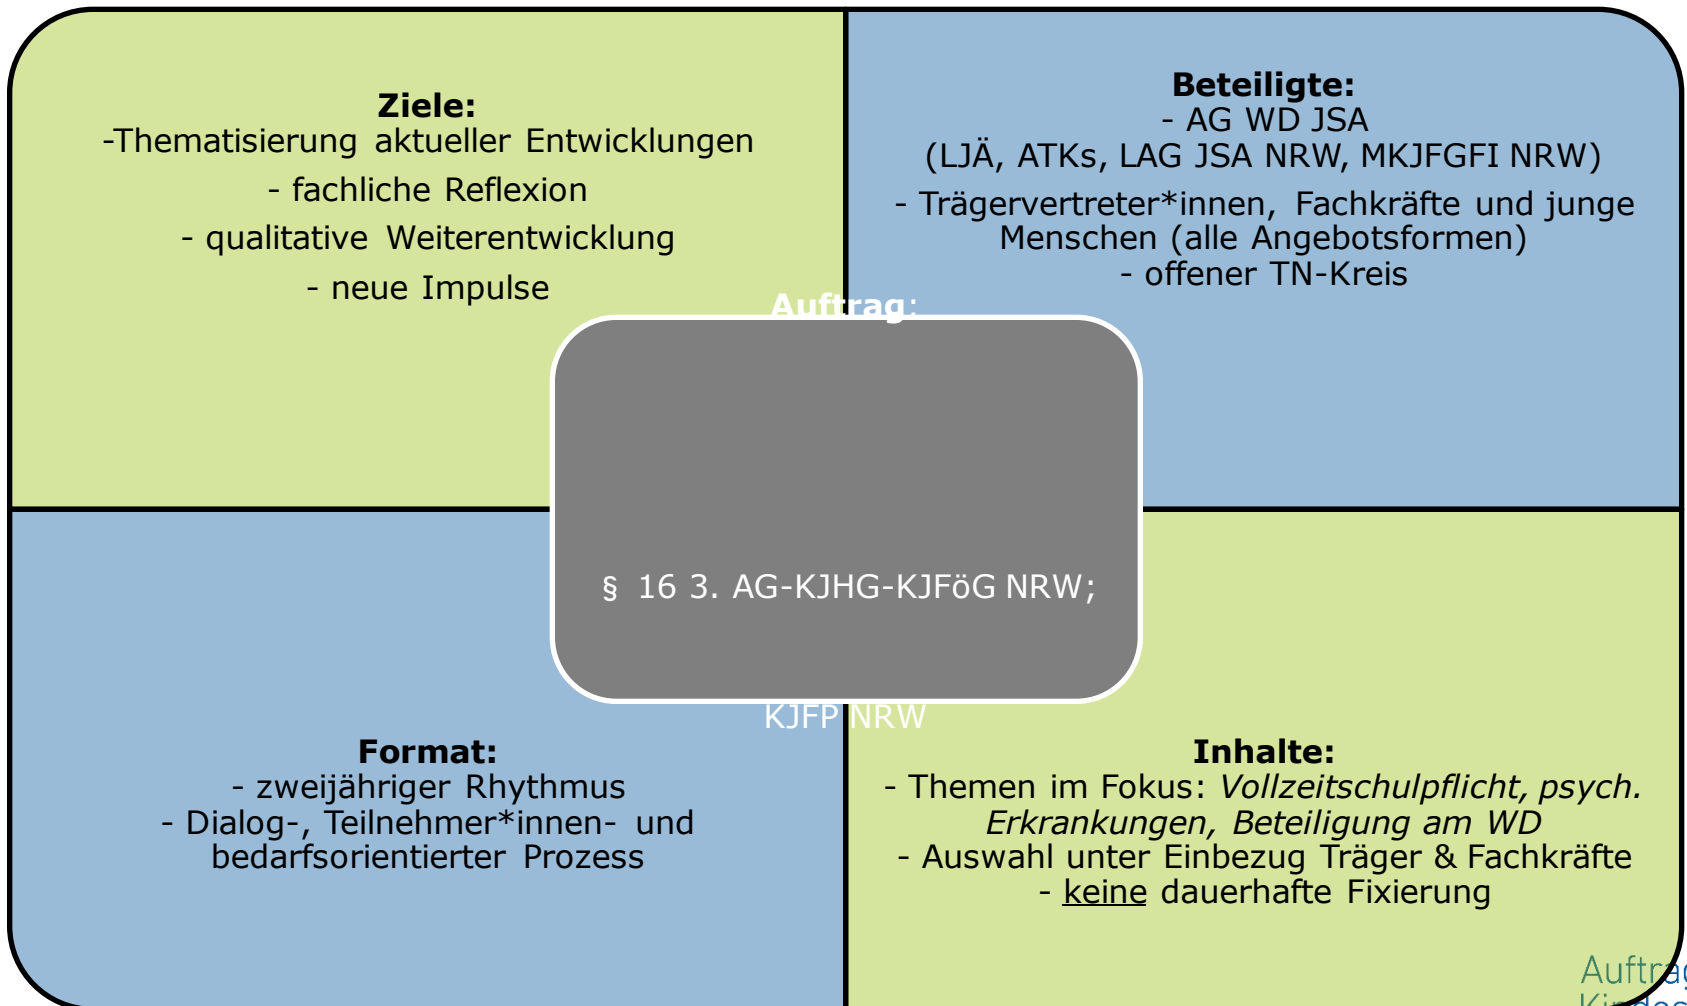 Ziele:
-Thematisierung aktueller Entwicklungen
- fachliche Reflexion
- qualitative Weiterentwicklung
- neue Impulse
Beteiligte:
- AG WD JSA
(LJÄ, ATKs, LAG JSA NRW, MKJFGFI NRW)
- Trägervertreter*innen, Fachkräfte und junge
Menschen (alle Angebotsformen)
- offener TN-Kreis
Auftrag:
§ 16 3. AG-KJHG-KJFöG NRW;
KJFP NRW
Format:
- zweijähriger Rhythmus
- Dialog-, Teilnehmer*innen- und
bedarfsorientierter Prozess
Inhalte:
- Themen im Fokus: Vollzeitschulpflicht, psych.
Erkrankungen, Beteiligung am WD
- Auswahl unter Einbezug Träger & Fachkräfte
- keine dauerhafte Fixierung